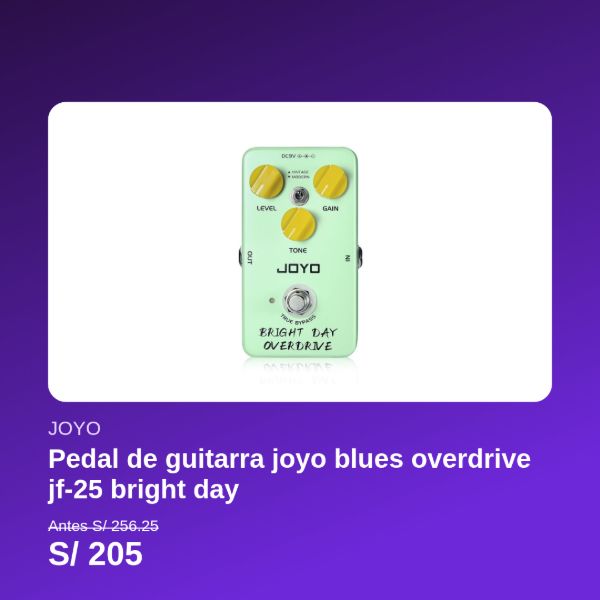 DC9V
VINTAGE
MODERN
LEVEL
GAIN
TONE
OUT
IN
JOYO
TRUE BYPASS
BRIGHT DAY
OVERDRIVE
JOYO
Pedal de guitarra joyo blues overdrive
jf-25 bright day
Antes S/ 256.25
S/ 205